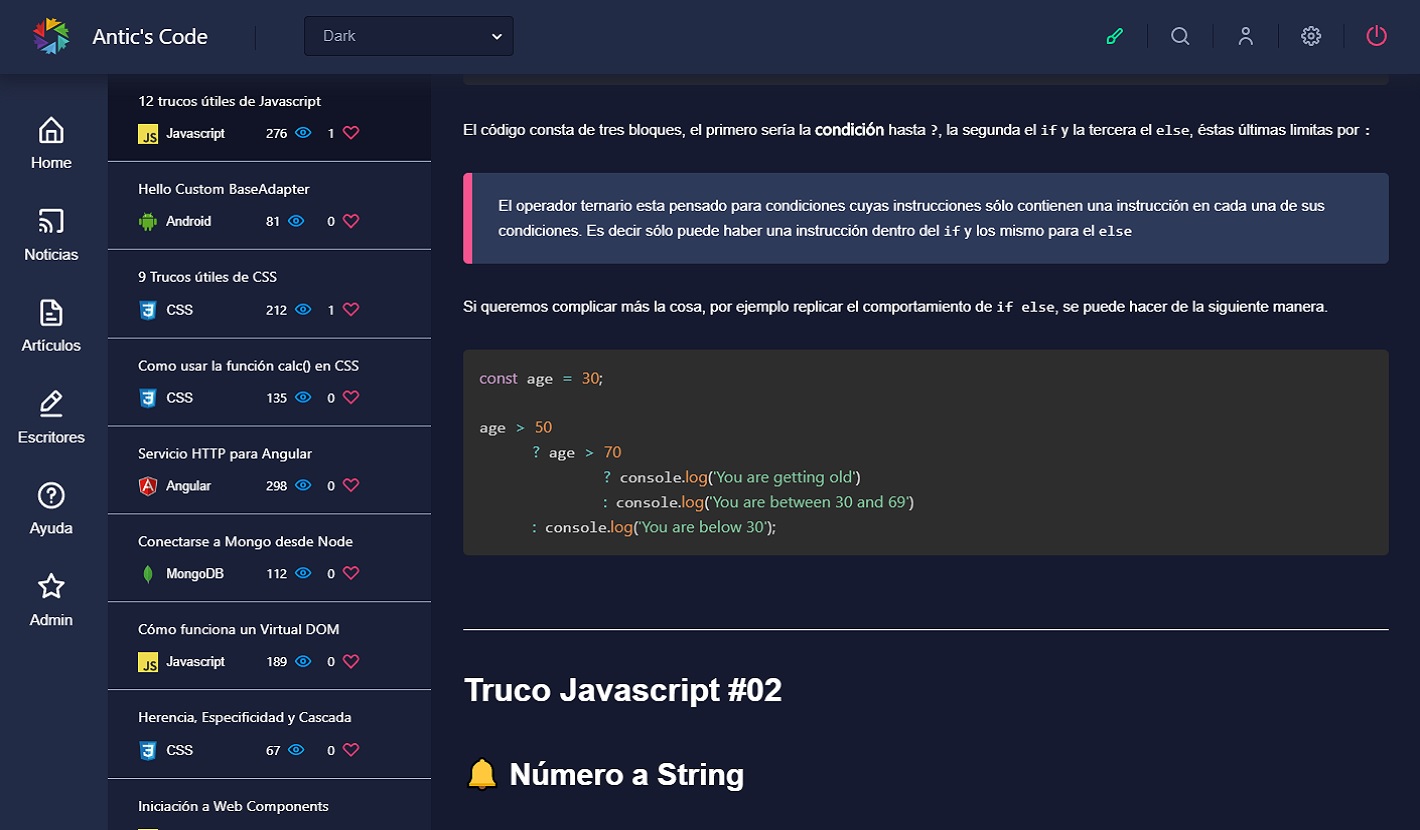 Antic's Code
Dark
Home
Noticias
Artículos
Escritores
Ayuda
Admin
12 trucos útiles de Javascript
JS Javascript 276 1
Hello Custom BaseAdapter
Android 81 0
9 Trucos útiles de CSS
CSS 212 1
Como usar la función calc() en CSS
CSS 135 0
Servicio HTTP para Angular
Angular 298 0
Conectarse a Mongo desde Node
MongoDB 112 0
Cómo funciona un Virtual DOM
JS Javascript 189 0
Herencia, Especificidad y Cascada
CSS 67 0
Iniciación a Web Components
El código consta de tres bloques, el primero sería la condición hasta ?, la segunda el if y la tercera el else, éstas últimas limitas por :
El operador ternario esta pensado para condiciones cuyas instrucciones sólo contienen una instrucción en cada una de sus
condiciones. Es decir sólo puede haber una instrucción dentro del if y los mismo para el else
Si queremos complicar más la cosa, por ejemplo replicar el comportamiento de if else, se puede hacer de la siguiente manera.
const age = 30;
age > 50
? age > 70
? console.log('You are getting old')
: console.log('You are between 30 and 69')
: console.log('You are below 30');
Truco Javascript #02
Número a String